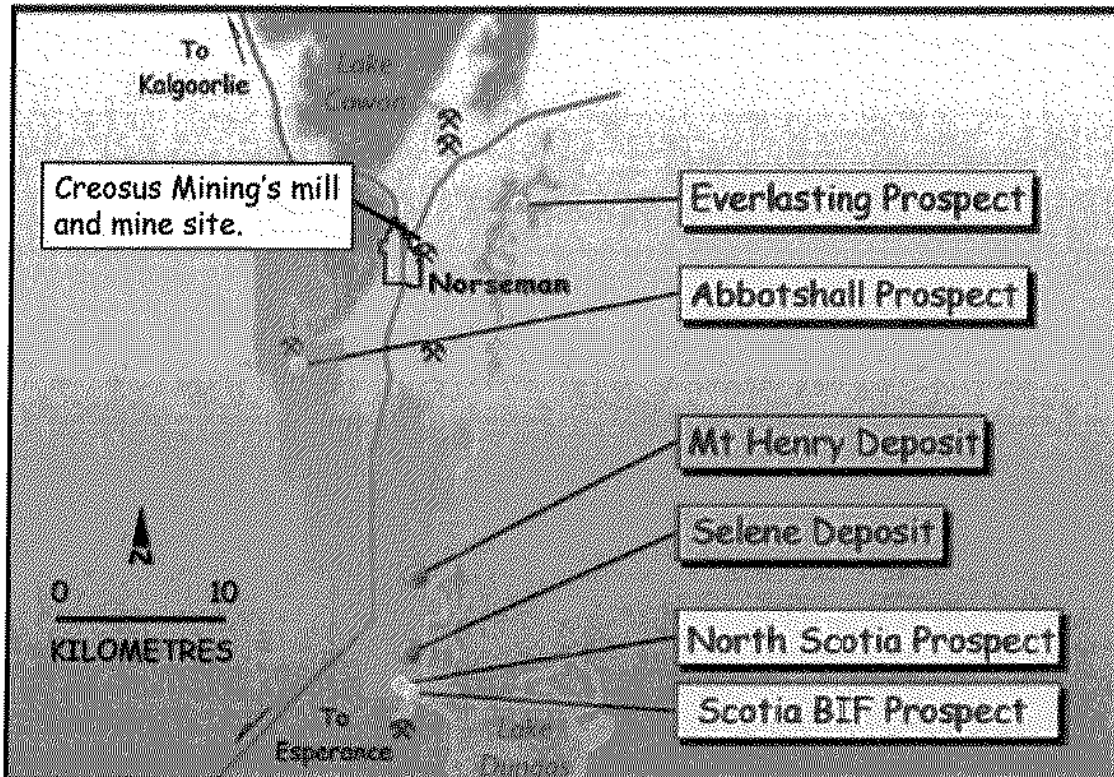 To
Kalgoorlie
Lake
Cowan
Creosus Mining's mill
and mine site.
Everlasting Prospect
Norseman
Abbotshall Prospect
Mt Henry Deposit
Selene Deposit
N
0 10
KILOMETRES
North Scotia Prospect
Scotia BIF Prospect
To
Esperance
Lake
Dundas